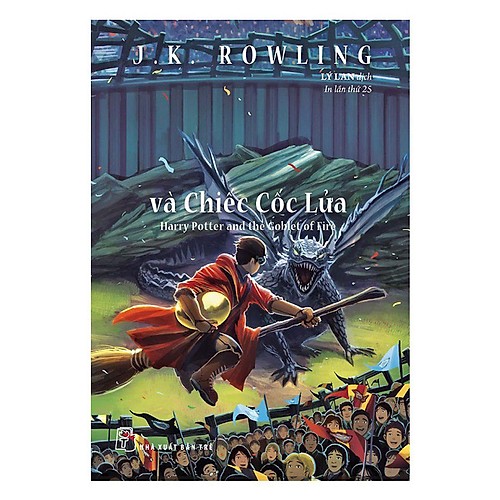 J.K. ROWLING
LÝ LAN dịch
In lần thứ 25
và Chiếc Cốc Lửa
Harry Potter and the Goblet of Fire
NHÀ XUẤT BẢN TRẺ